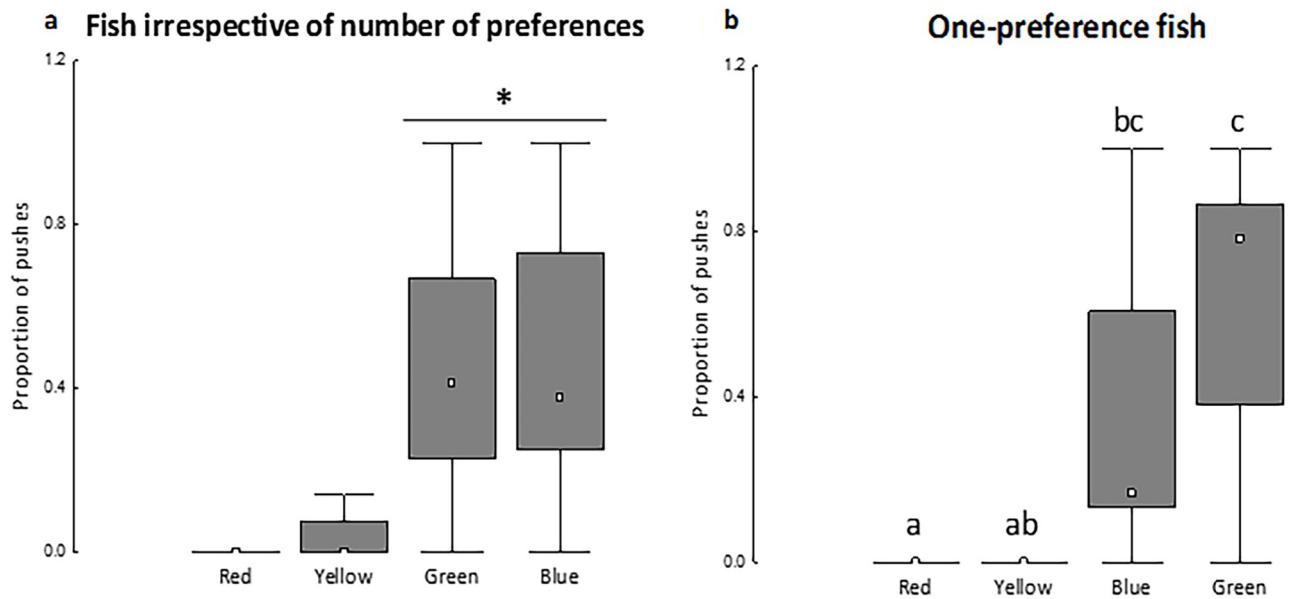 a Fish irrespective of number of preferences
1.2
0.8
0.4
0.0
Proportion of pushes
*
Red Yellow Green Blue
b One-preference fish
1.2
0.8
0.4
0.0
Proportion of pushes
a ab bc c
Red Yellow Blue Green